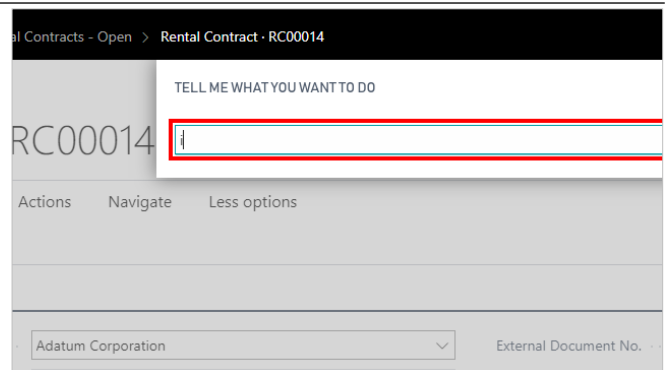 al Contracts - Open > Rental Contract · RC00014
TELL ME WHAT YOU WANT TO DO
RC00014
i
Actions Navigate Less options
Adatum Corporation
External Document No.